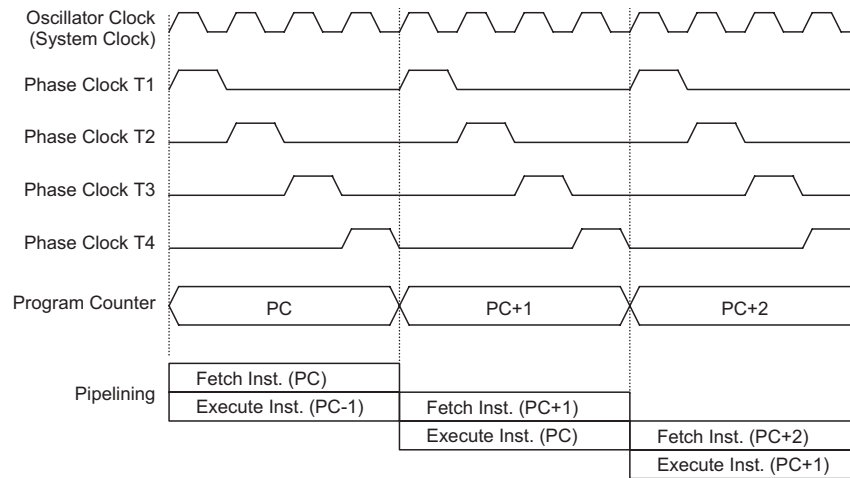 Oscillator Clock
(System Clock)
Phase Clock T1
Phase Clock T2
Phase Clock T3
Phase Clock T4
Program Counter
PC
PC+1
PC+2
Pipelining
Fetch Inst. (PC)
Execute Inst. (PC-1)
Fetch Inst. (PC+1)
Execute Inst. (PC)
Fetch Inst. (PC+2)
Execute Inst. (PC+1)